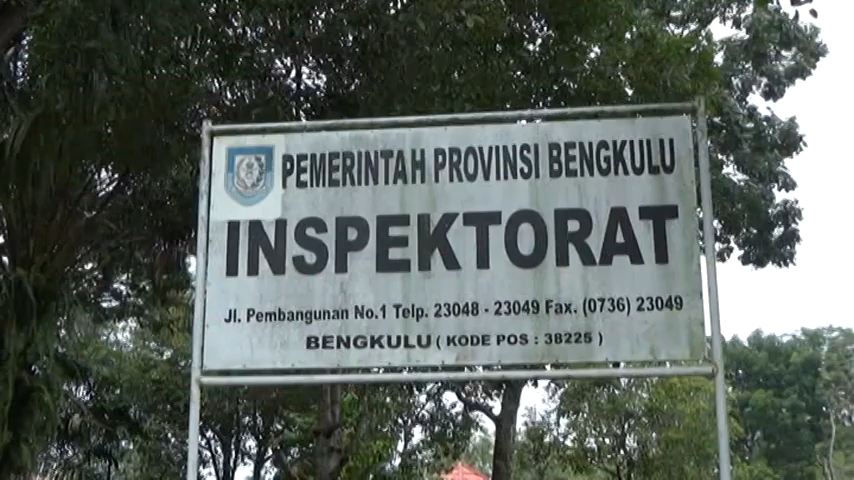 PEMERINTAH PROVINSI BENGKULU
INSPEKTORAT
Jl. Pembangunan No.1 Telp. 23048 - 23049 Fax. (0736) 23049
BENGKULU ( KODE POS : 38225 )